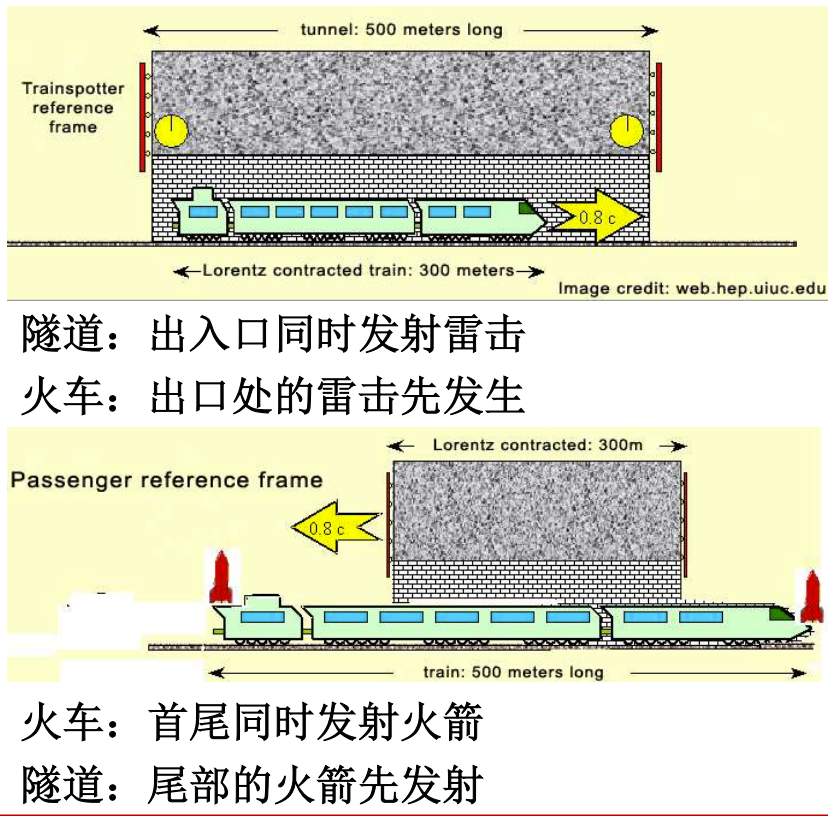 tunnel: 500 meters long
Trainspotter
reference
frame
0.8 c
Lorentz contracted train: 300 meters
Image credit: web.hep.uiuc.edu
隧道：出入口同时发射雷击
火车：出口处的雷击先发生
Lorentz contracted: 300m
Passenger reference frame
0.8 c
train: 500 meters long
火车：首尾同时发射火箭
隧道：尾部的火箭先发射